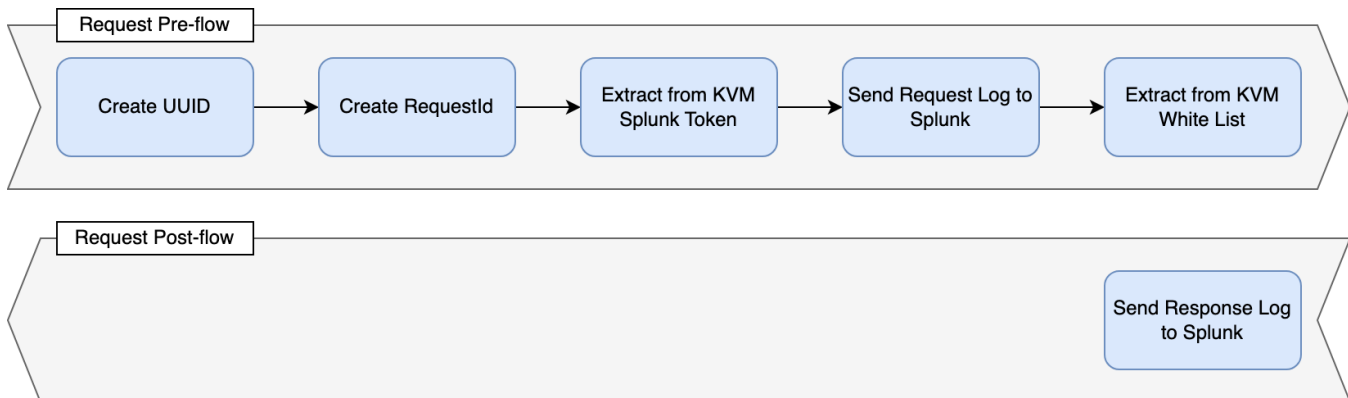 Request Pre-flow
Create UUID
Create RequestId
Extract from KVM
Splunk Token
Send Request Log to
Splunk
Extract from KVM
White List
Request Post-flow
Send Response Log
to Splunk